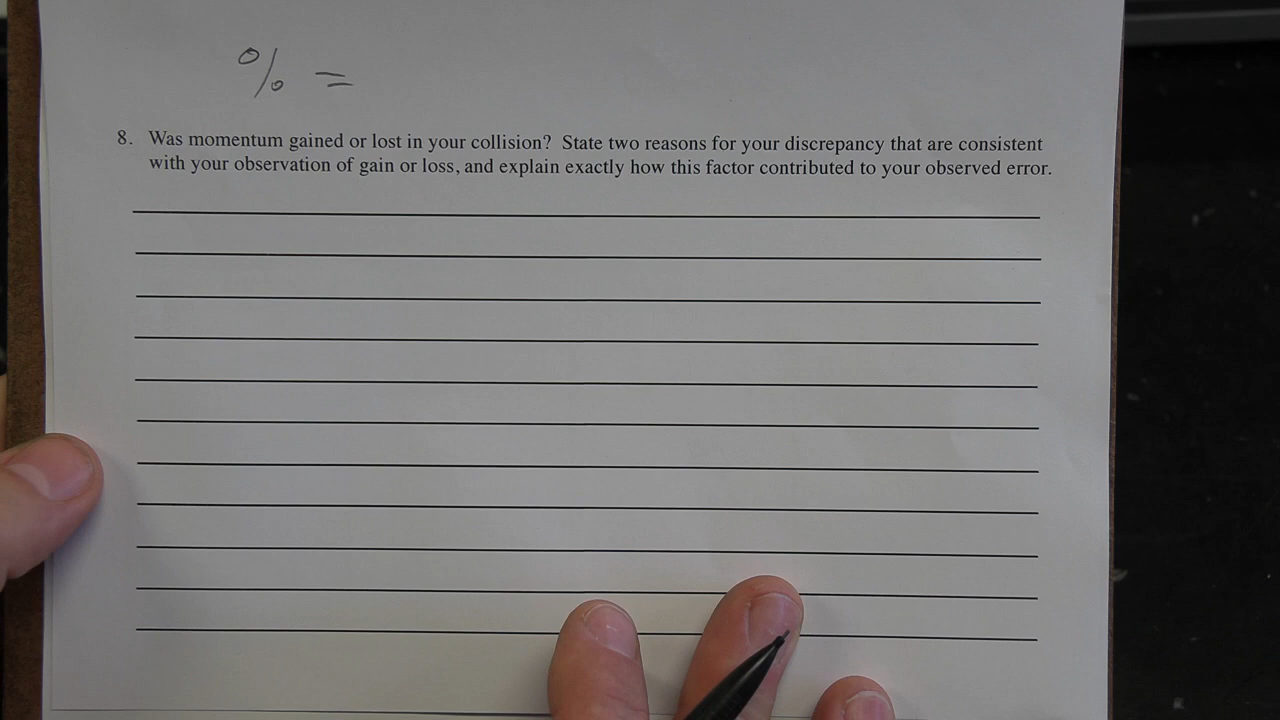 % =
8. Was momentum gained or lost in your collision? State two reasons for your discrepancy that are consistent
with your observation of gain or loss, and explain exactly how this factor contributed to your observed error.